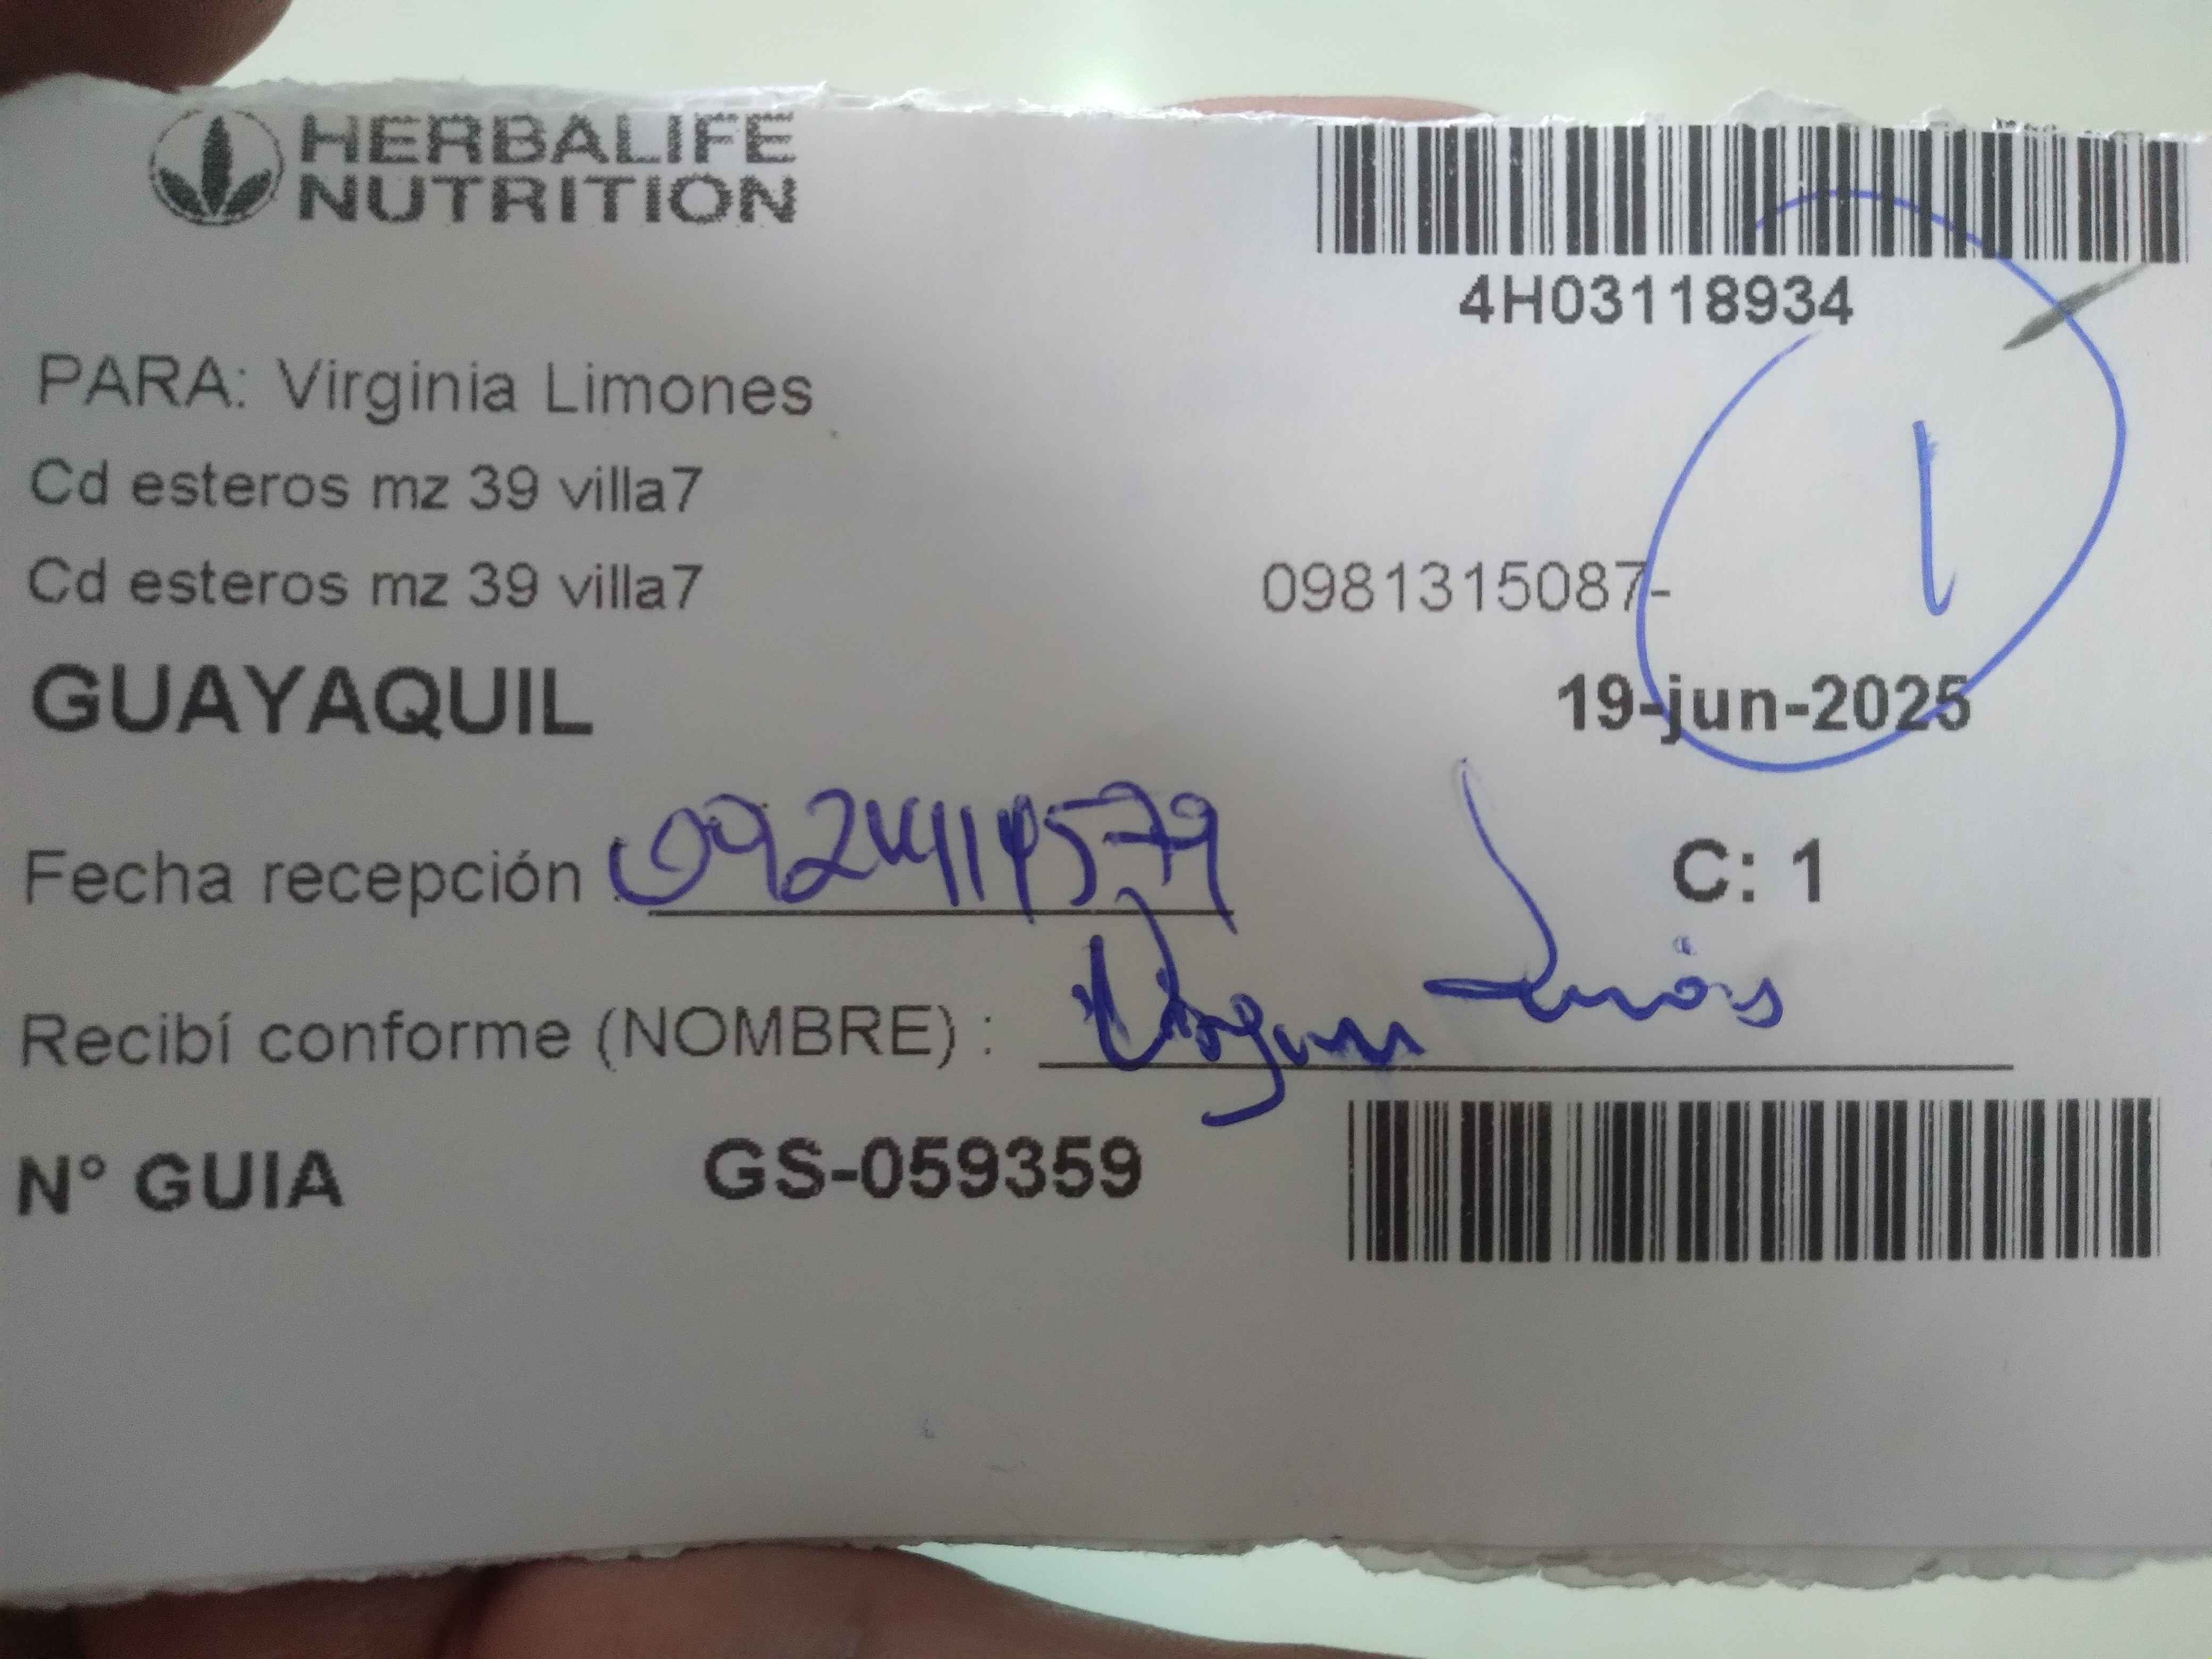 HERBALIFE
NUTRITION
4H03118934
PARA: Virginia Limones
Cd esteros mz 39 villa7
Cd esteros mz 39 villa7
0981315087-
1
GUAYAQUIL
19-jun-2025
Fecha recepción : 0924114579
C: 1
Recibí conforme (NOMBRE) :
N° GUIA GS-059359